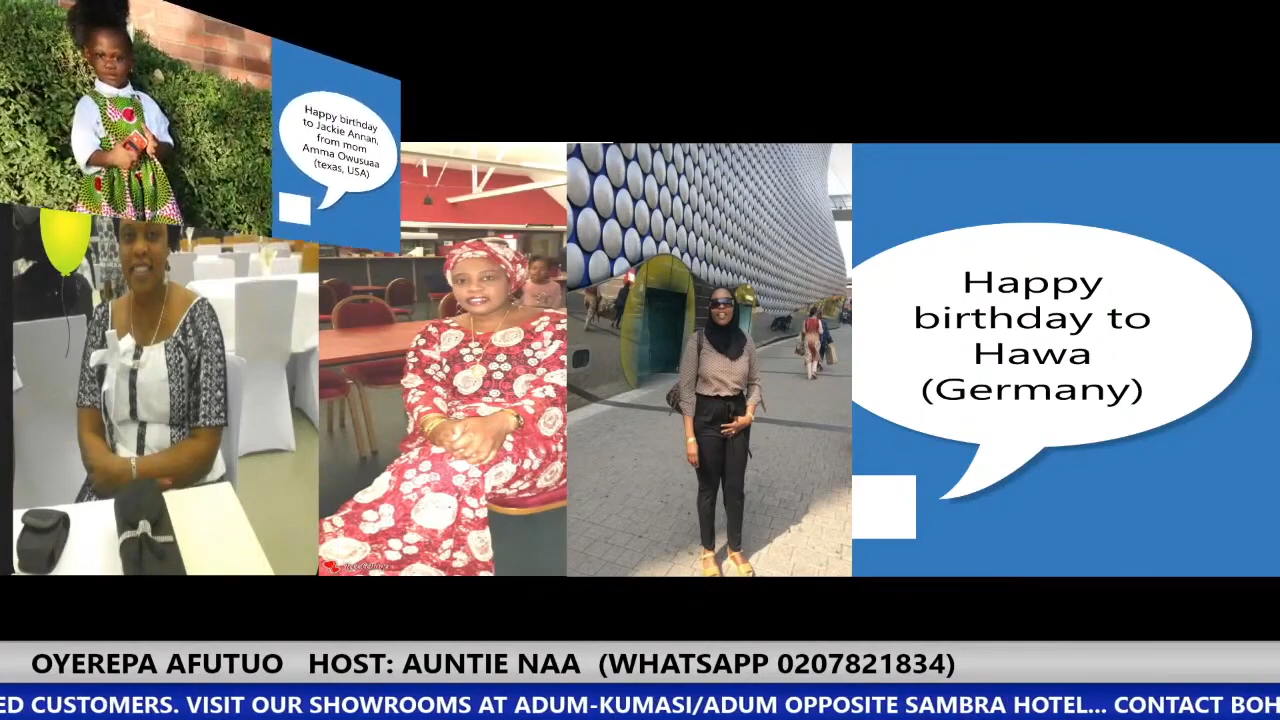 Happy birthday
to Jackie Annan,
from mom
Amma Owusuaa
(texas, USA)
Happy
birthday to
Hawa
(Germany)
OYEREPA AFUTUO HOST: AUNTIE NAA (WHATSAPP 0207821834)
ED CUSTOMERS. VISIT OUR SHOWROOMS AT ADUM-KUMASI/ADUM OPPOSITE SAMBRA HOTEL... CONTACT BOH